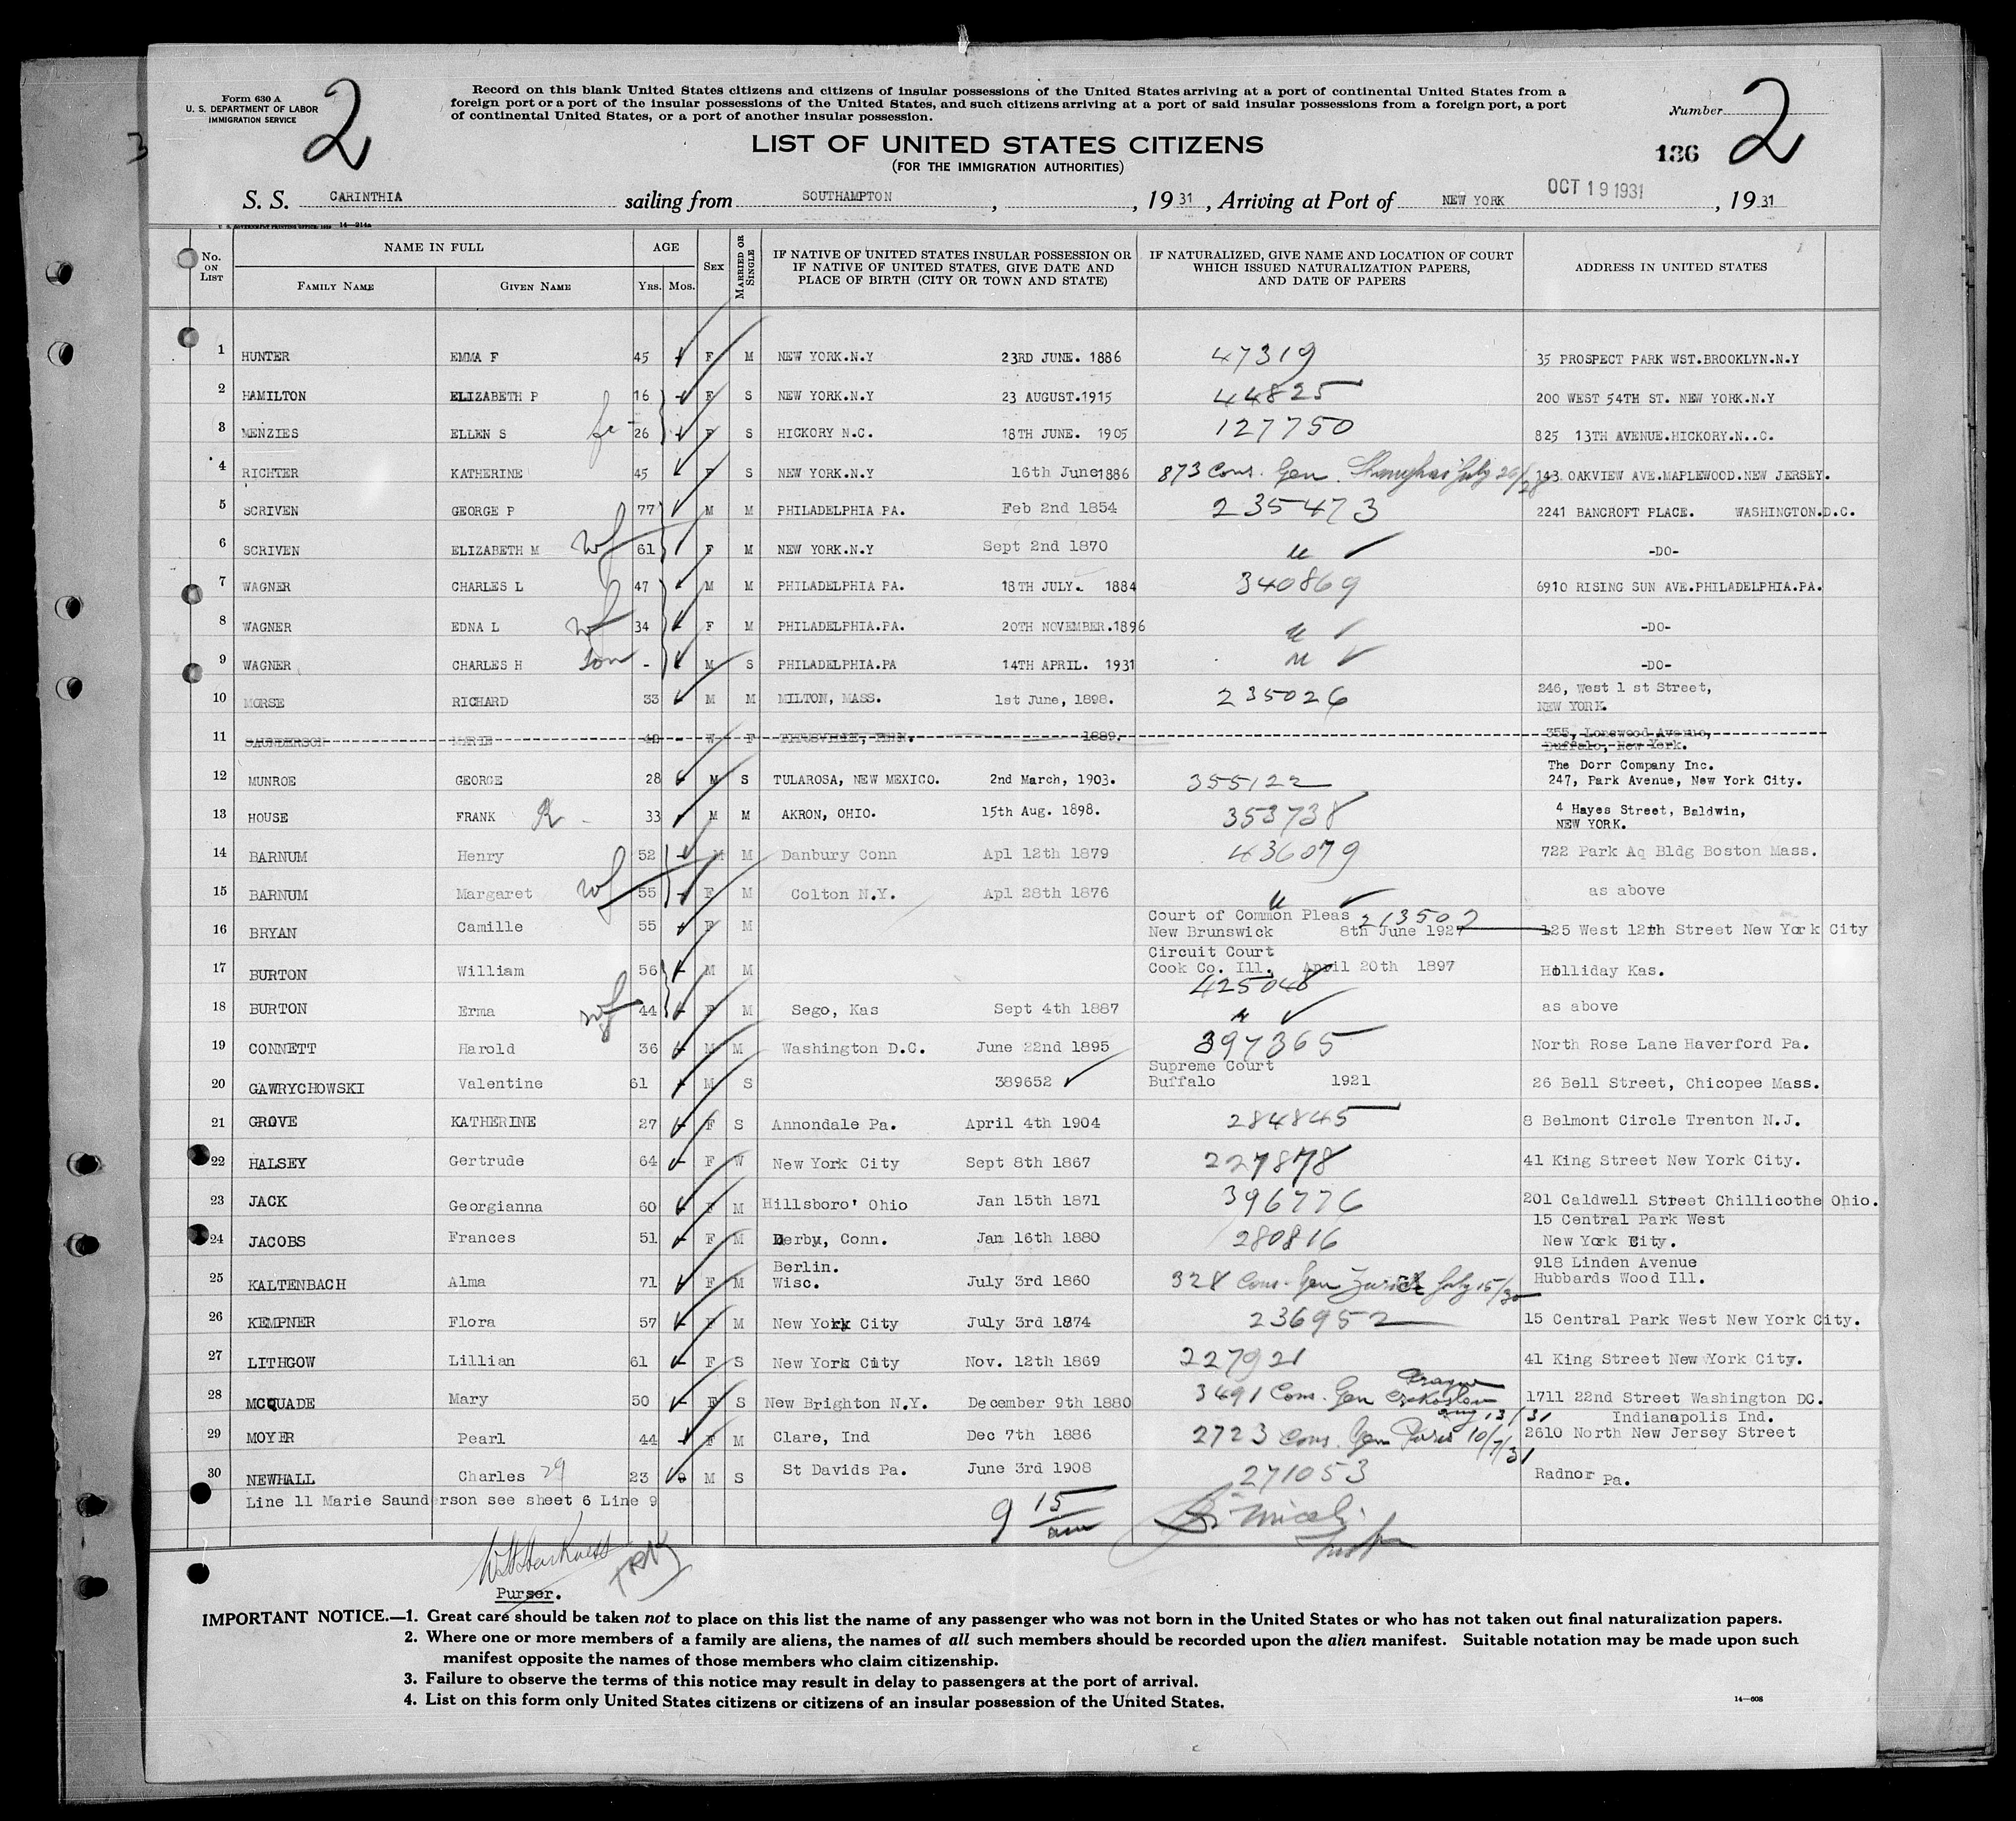 Form 630 A
U. S. DEPARTMENT OF LABOR
IMMIGRATION SERVICE
2
Record on this blank United States citizens and citizens of insular possessions of the United States arriving at a port of continental United States from a
foreign port or a port of the insular possessions of the United States, and such citizens arriving at a port of said insular possessions from a foreign port, a port
of continental United States, or a port of another insular possession.
Number 2
LIST OF UNITED STATES CITIZENS
(FOR THE IMMIGRATION AUTHORITIES)
136
S. S. CARINTHIA sailing from SOUTHAMPTON , , 1931 , Arriving at Port of NEW YORK OCT 19 1931 , 1931
No. ON LIST NAME IN FULL FAMILY NAME GIVEN NAME AGE YRS. MOS. SEX MARRIED OR SINGLE IF NATIVE OF UNITED STATES INSULAR POSSESSION OR IF NATIVE OF UNITED STATES, GIVE DATE AND PLACE OF BIRTH (CITY OR TOWN AND STATE) IF NATURALIZED, GIVE NAME AND LOCATION OF COURT WHICH ISSUED NATURALIZATION PAPERS, AND DATE OF PAPERS ADDRESS IN UNITED STATES
1 HUNTER EMMA F 45 F M NEW YORK.N.Y 23RD JUNE. 1886 47319 35 PROSPECT PARK WST.BROOKLYN.N.Y
2 HAMILTON ELIZABETH P 16 F S NEW YORK.N.Y 23 AUGUST.1915 44825 200 WEST 54TH ST. NEW YORK.N.Y
3 MENZIES ELLEN S 26 F S HICKORY N.C. 18TH JUNE. 1905 127750 825 13TH AVENUE.HICKORY.N..C.
4 RICHTER KATHERINE 45 F S NEW YORK.N.Y 16th June1886 873 Cons. Gen. Shanghai July 26/28 143 OAKVIEW AVE.MAPLEWOOD.NEW JERSEY.
5 SCRIVEN GEORGE P 77 M M PHILADELPHIA PA. Feb 2nd 1854 235473 2241 BANCROFT PLACE. WASHINGTON.D.C.
6 SCRIVEN ELIZABETH M wf 61 F M NEW YORK.N.Y Sept 2nd 1870 " -DO-
7 WAGNER CHARLES L 47 M M PHILADELPHIA PA. 18TH JULY. 1884 340869 6910 RISING SUN AVE.PHILADELPHIA.PA.
8 WAGNER EDNA L wf 34 F M PHILADELPHIA.PA. 20TH NOVEMBER.1896 " -DO-
9 WAGNER CHARLES H son - M S PHILADELPHIA.PA 14TH APRIL. 1931 " -DO-
10 MORSE RICHARD 33 M M MILTON, MASS. 1st June, 1898. 235026 246, West 1 st Street,
NEW YORK.
11 SAUNDERSON MARIE 42 - W F TITUSVILLE, PENN. 1889. 355, Lonswood Avenue,
Buffalo, New York.
12 MUNROE GEORGE 28 M S TULAROSA, NEW MEXICO. 2nd March, 1903. 355122 The Dorr Company Inc.
247, Park Avenue, New York City.
13 HOUSE FRANK R 33 M M AKRON, OHIO. 15th Aug. 1898. 353738 4 Hayes Street, Baldwin,
NEW YORK.
14 BARNUM Henry 52 M M Danbury Conn Apl 12th 1879 436079 722 Park Aq Bldg Boston Mass.
15 BARNUM Margaret wf 55 F M Colton N.Y. Apl 28th 1876 " as above
16 BRYAN Camille 55 F M Court of Common Pleas 213502
New Brunswick 8th June 1927 125 West 12th Street New York City
17 BURTON William 56 M M Circuit Court
Cook Co. Ill. April 20th 1897 Holliday Kas.
425048
18 BURTON Erma wf 44 F M Sego, Kas Sept 4th 1887 " as above
19 CONNETT Harold 36 M M Washington D.C. June 22nd 1895 397365 North Rose Lane Haverford Pa.
20 GAWRYCHOWSKI Valentine 61 M S 389652 Supreme Court
Buffalo 1921 26 Bell Street, Chicopee Mass.
21 GROVE KATHERINE 27 F S Annondale Pa. April 4th 1904 284845 8 Belmont Circle Trenton N.J.
22 HALSEY Gertrude 64 F W New York City Sept 8th 1867 227878 41 King Street New York City.
23 JACK Georgianna 60 F M Hillsboro' Ohio Jan 15th 1871 396776 201 Caldwell Street Chillicothe Ohio.
24 JACOBS Frances 51 F M Derby, Conn. Jan 16th 1880 280816 15 Central Park West
New York City.
25 KALTENBACH Alma 71 F M Berlin.
Wisc. July 3rd 1860 328 Cons. Gen Zurich July 15/30 918 Linden Avenue
Hubbards Wood Ill.
26 KEMPNER Flora 57 F M New York City July 3rd 1874 236952 15 Central Park West New York City.
27 LITHGOW Lillian 61 F S New York City Nov. 12th 1869 227921 41 King Street New York City.
28 MCQUADE Mary 50 F S New Brighton N.Y. December 9th 1880 3491 Cons. Gen Prague Aug 13/31 1711 22nd Street Washington DC.
29 MOYER Pearl 44 F M Clare, Ind Dec 7th 1886 2723 Cons. Gen Paris 10/7/31 Indianapolis Ind.
2610 North New Jersey Street
30 NEWHALL Charles 29 23 M S St Davids Pa. June 3rd 1908 271053 Radnor Pa.
Line 11 Marie Saunderson see sheet 6 Line 9
9 15/am
Purser.
IMPORTANT NOTICE.—1. Great care should be taken not to place on this list the name of any passenger who was not born in the United States or who has not taken out final naturalization papers.
2. Where one or more members of a family are aliens, the names of all such members should be recorded upon the alien manifest. Suitable notation may be made upon such
manifest opposite the names of those members who claim citizenship.
3. Failure to observe the terms of this notice may result in delay to passengers at the port of arrival.
4. List on this form only United States citizens or citizens of an insular possession of the United States.
14—608